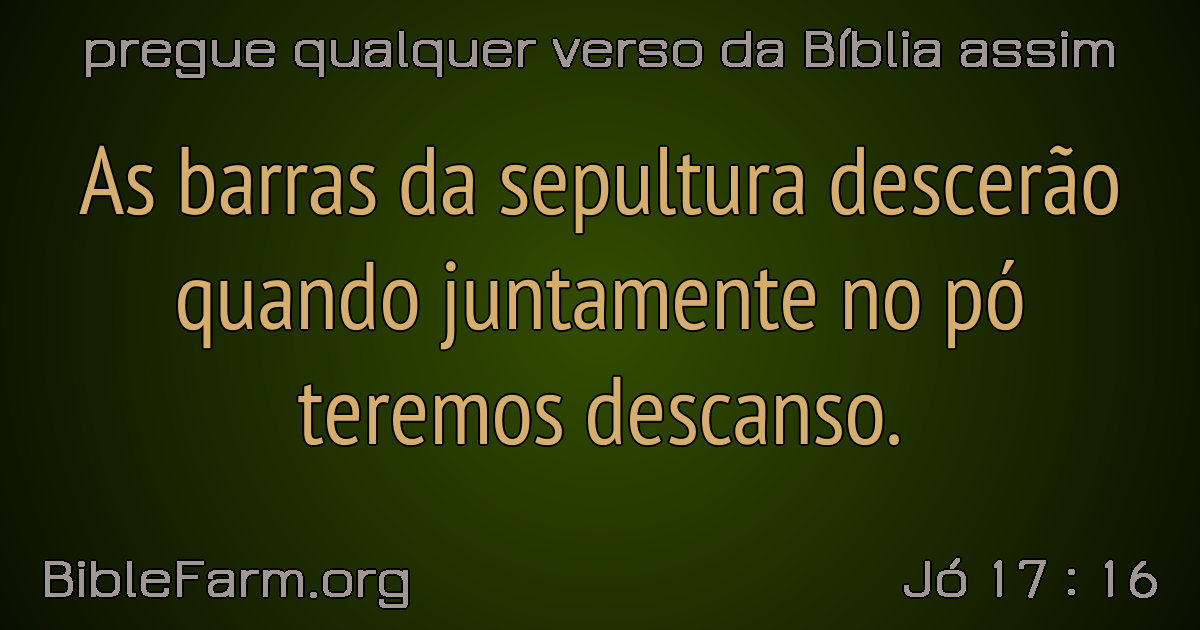 pregue qualquer verso da Bíblia assim
As barras da sepultura descerão
quando juntamente no pó
teremos descanso.
BibleFarm.org
Jó 17 : 16